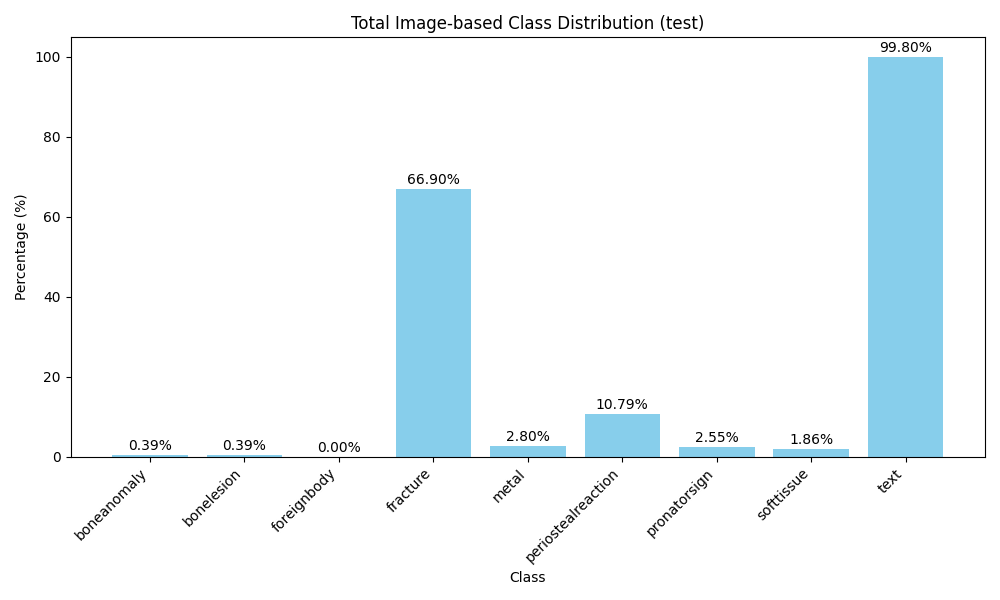 Total Image-based Class Distribution (test)
Percentage (%)
100
80
60
40
20
0
0.39%
0.39%
0.00%
66.90%
2.80%
10.79%
2.55%
1.86%
99.80%
boneanomaly
bonelesion
foreignbody
fracture
metal
periostealreaction
pronatorsign
softtissue
text
Class